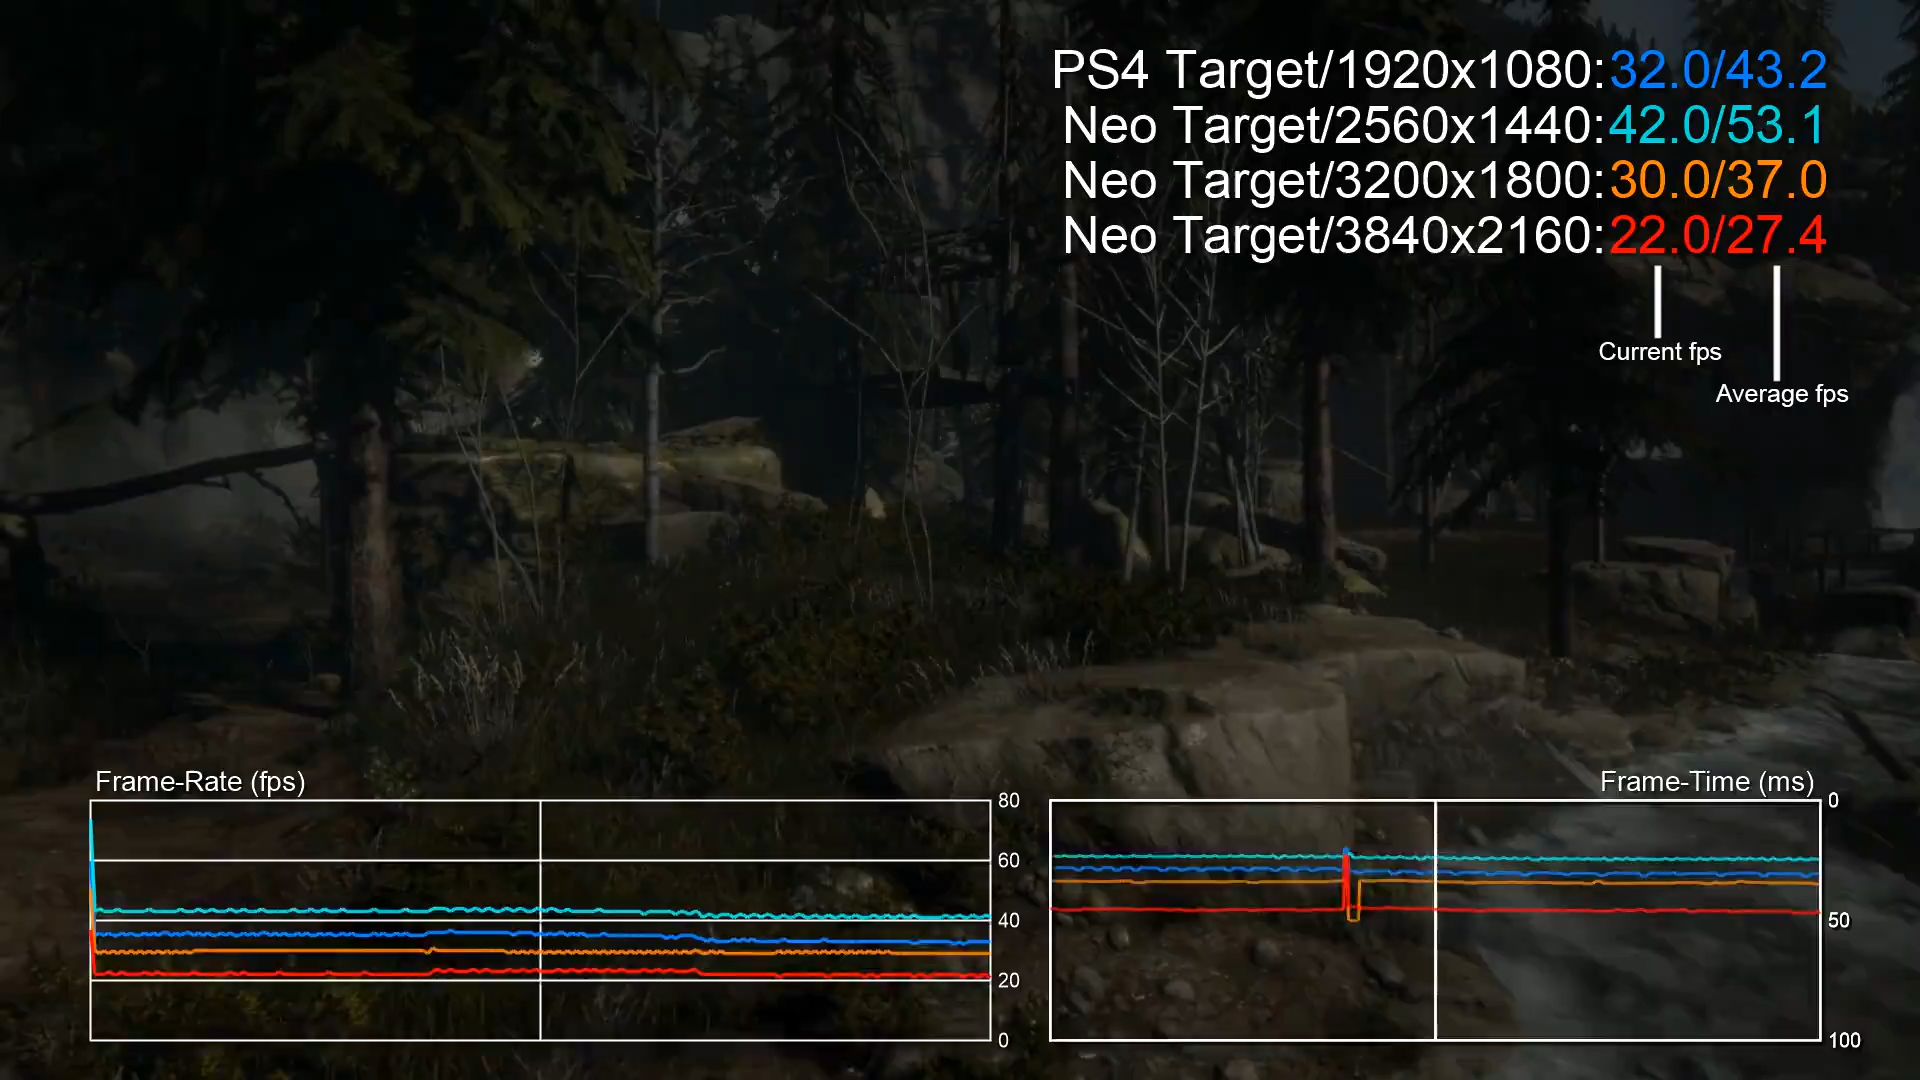 PS4 Target/1920x1080:32.0/43.2
Neo Target/2560x1440:42.0/53.1
Neo Target/3200x1800:30.0/37.0
Neo Target/3840x2160:22.0/27.4
Current fps
Average fps
Frame-Rate (fps)
80
60
40
20
0
Frame-Time (ms)
0
50
100